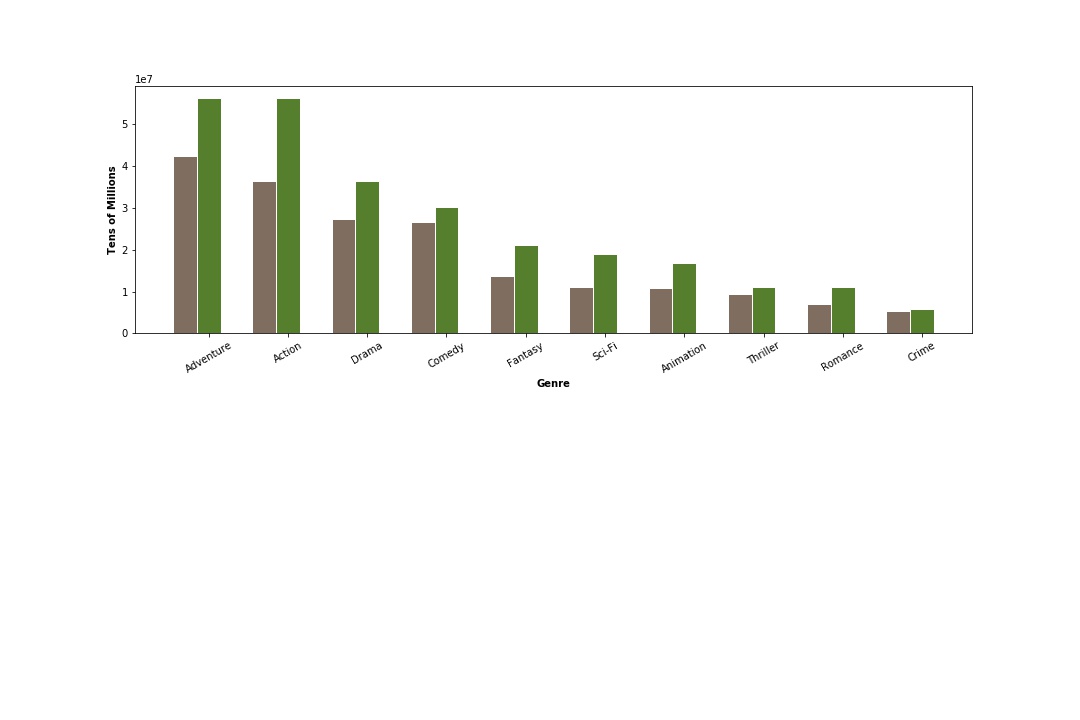 1e7
5
4
3
2
1
0
Tens of Millions
Adventure
Action
Drama
Comedy
Fantasy
Sci-Fi
Animation
Thriller
Romance
Crime
Genre